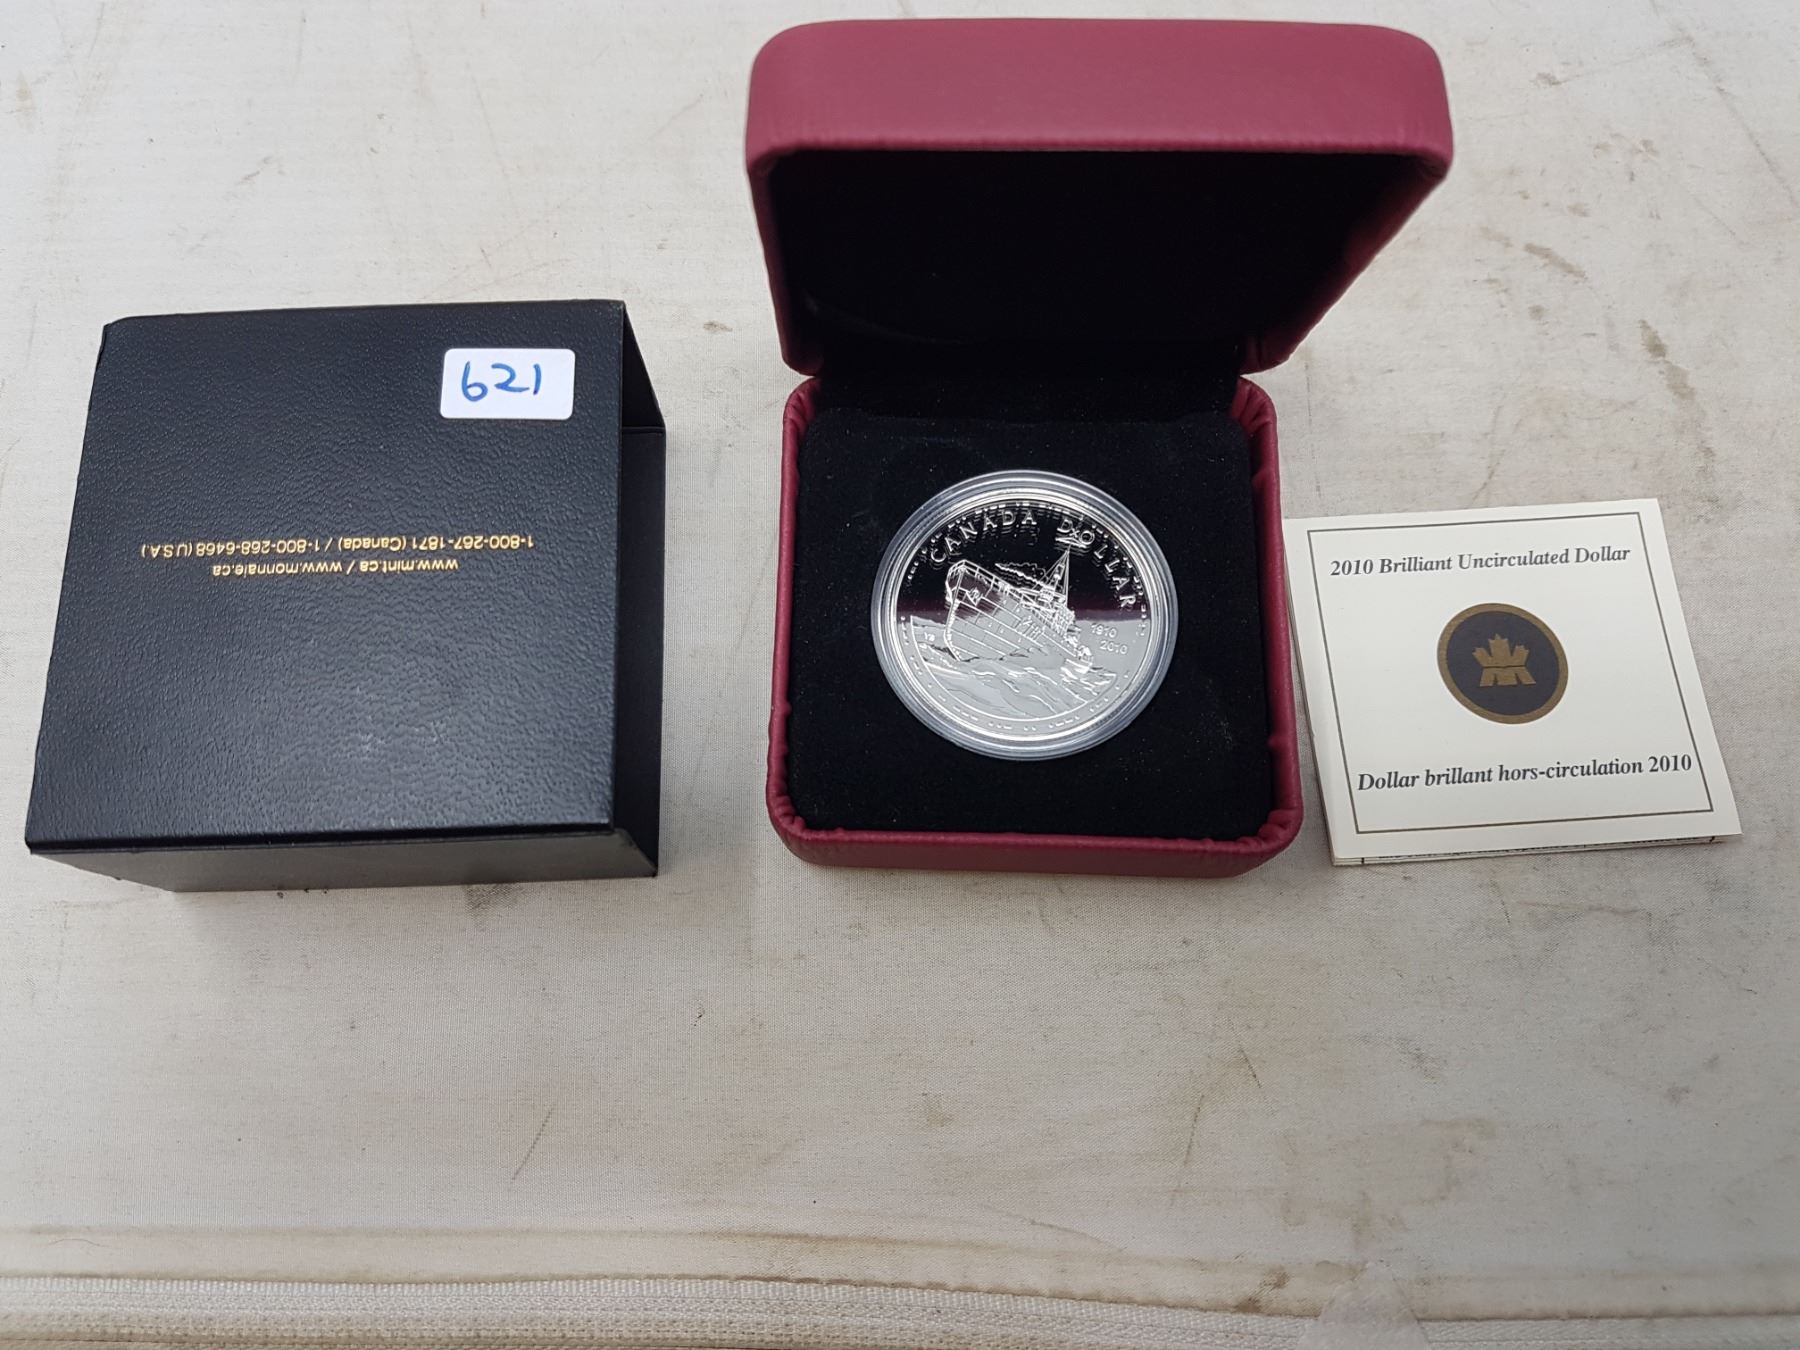 621
www.mint.ca / www.monnaie.ca
1-800-267-1871 (Canada) / 1-800-268-6468 (U.S.A.)
CANADA DOLLAR
1910
2010
2010 Brilliant Uncirculated Dollar
Dollar brillant hors-circulation 2010